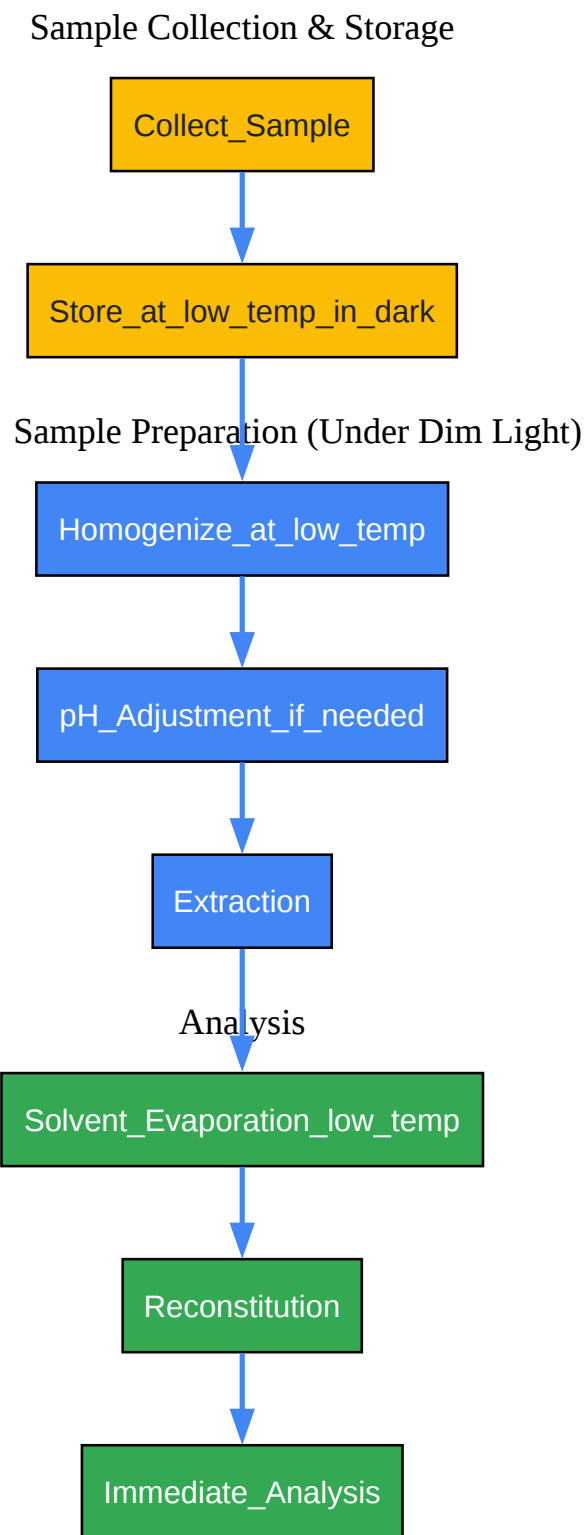 Sample Collection & Storage
Collect_Sample
Store_at_low_temp_in_dark
Sample Preparation (Under Dim Light)
Homogenize_at_low_temp
pH_Adjustment_if_needed
Extraction
Analysis
Solvent_Evaporation_low_temp
Reconstitution
Immediate_Analysis